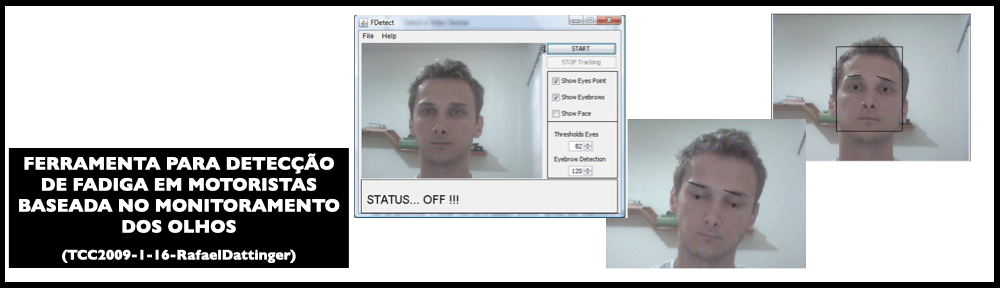 FERRAMENTA PARA DETECÇÃO
DE FADIGA EM MOTORISTAS
BASEADA NO MONITORAMENTO
DOS OLHOS
(TCC2009-1-16-RafaelDattinger)
FDetect
File Help
START
STOP Tracking
Show Eyes Point
Show Eyebrows
Show Face
Thresholds Eyes
82
Eyebrow Detection
120
STATUS... OFF !!!